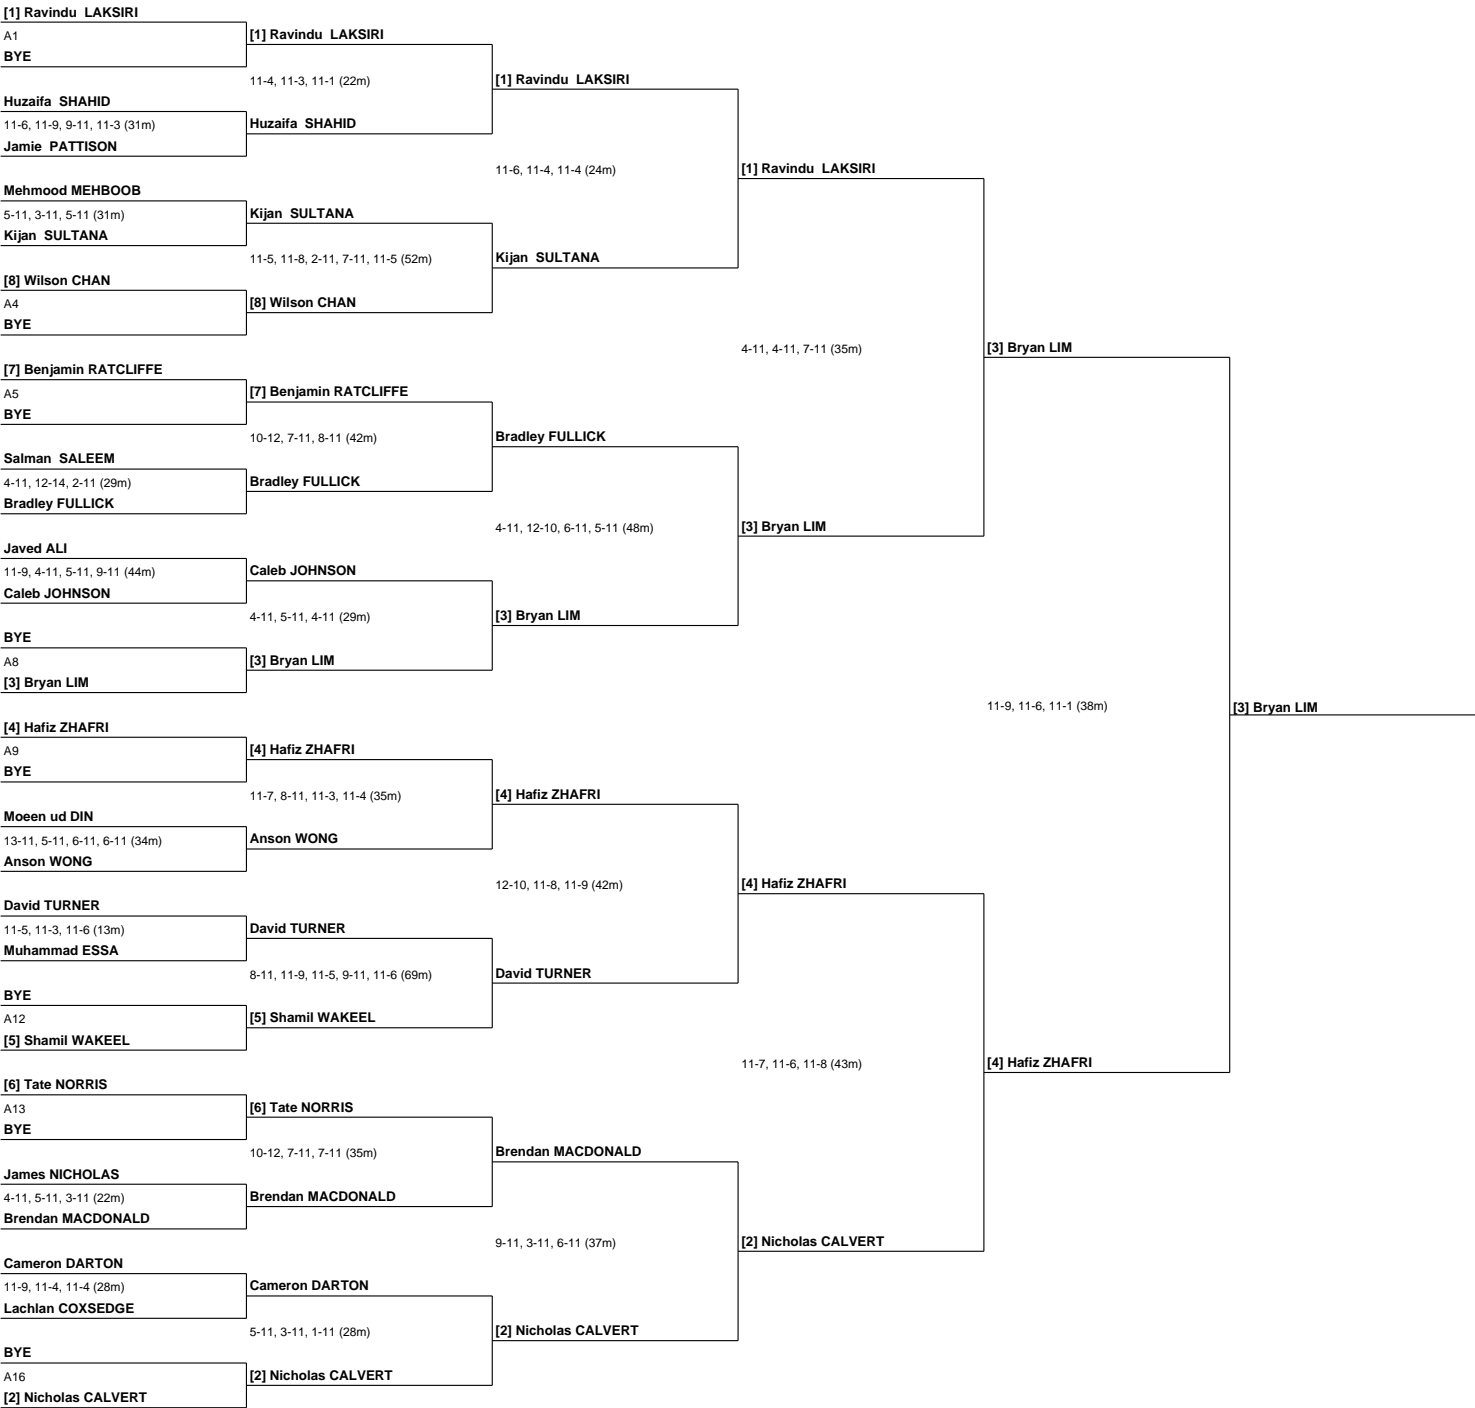 [1] Ravindu  LAKSIRI
A1
BYE
Huzaifa  SHAHID
11-6, 11-9, 9-11, 11-3 (31m)
Jamie  PATTISON
Mehmood MEHBOOB
5-11, 3-11, 5-11 (31m)
Kijan  SULTANA
[8] Wilson CHAN
A4
BYE
[7] Benjamin RATCLIFFE
A5
BYE
Salman  SALEEM
4-11, 12-14, 2-11 (29m)
Bradley FULLICK
Javed ALI
11-9, 4-11, 5-11, 9-11 (44m)
Caleb JOHNSON
BYE
A8
[3] Bryan LIM
[4] Hafiz ZHAFRI
A9
BYE
Moeen ud DIN
13-11, 5-11, 6-11, 6-11 (34m)
Anson WONG
David TURNER
11-5, 11-3, 11-6 (13m)
Muhammad ESSA
BYE
A12
[5] Shamil WAKEEL
[6] Tate NORRIS
A13
BYE
James NICHOLAS
4-11, 5-11, 3-11 (22m)
Brendan MACDONALD
Cameron DARTON
11-9, 11-4, 11-4 (28m)
Lachlan COXSEDGE
BYE
A16
[2] Nicholas CALVERT
[1] Ravindu  LAKSIRI
11-4, 11-3, 11-1 (22m)
Huzaifa  SHAHID
Kijan  SULTANA
11-5, 11-8, 2-11, 7-11, 11-5 (52m)
[8] Wilson CHAN
[7] Benjamin RATCLIFFE
10-12, 7-11, 8-11 (42m)
Bradley FULLICK
Caleb JOHNSON
4-11, 5-11, 4-11 (29m)
[3] Bryan LIM
[4] Hafiz ZHAFRI
11-7, 8-11, 11-3, 11-4 (35m)
Anson WONG
David TURNER
8-11, 11-9, 11-5, 9-11, 11-6 (69m)
[5] Shamil WAKEEL
[6] Tate NORRIS
10-12, 7-11, 7-11 (35m)
Brendan MACDONALD
Cameron DARTON
5-11, 3-11, 1-11 (28m)
[2] Nicholas CALVERT
[1] Ravindu  LAKSIRI
11-6, 11-4, 11-4 (24m)
Kijan  SULTANA
Bradley FULLICK
4-11, 12-10, 6-11, 5-11 (48m)
[3] Bryan LIM
[4] Hafiz ZHAFRI
12-10, 11-8, 11-9 (42m)
David TURNER
Brendan MACDONALD
9-11, 3-11, 6-11 (37m)
[2] Nicholas CALVERT
[1] Ravindu  LAKSIRI
4-11, 4-11, 7-11 (35m)
[3] Bryan LIM
[4] Hafiz ZHAFRI
11-7, 11-6, 11-8 (43m)
[2] Nicholas CALVERT
[3] Bryan LIM
11-9, 11-6, 11-1 (38m)
[4] Hafiz ZHAFRI
[3] Bryan LIM